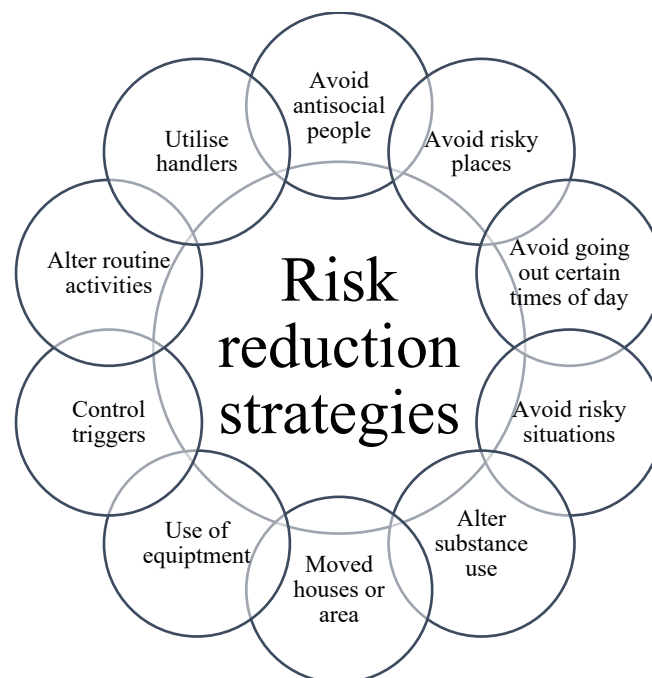 Avoid
antisocial
people
Avoid risky
places
Avoid going
out certain
times of day
Avoid risky
situations
Alter
substance
use
Moved
houses or
area
Use of
equiptment
Control
triggers
Alter routine
activities
Utilise
handlers
Risk
reduction
strategies